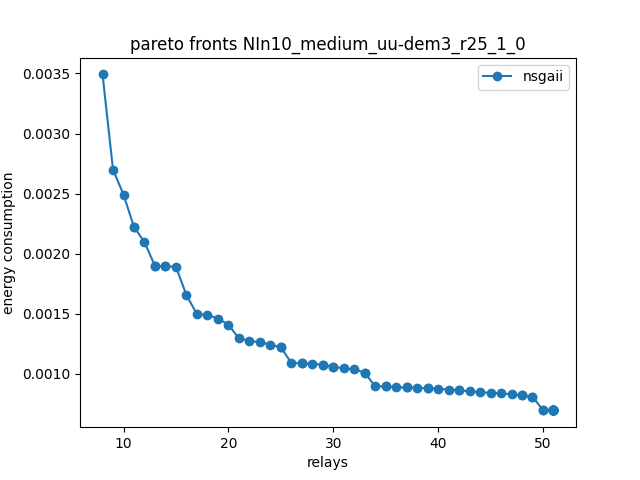 pareto fronts NIn10_medium_uu-dem3_r25_1_0
nsgaii
energy consumption
0.0035
0.0030
0.0025
0.0020
0.0015
0.0010
10 20 30 40 50
relays